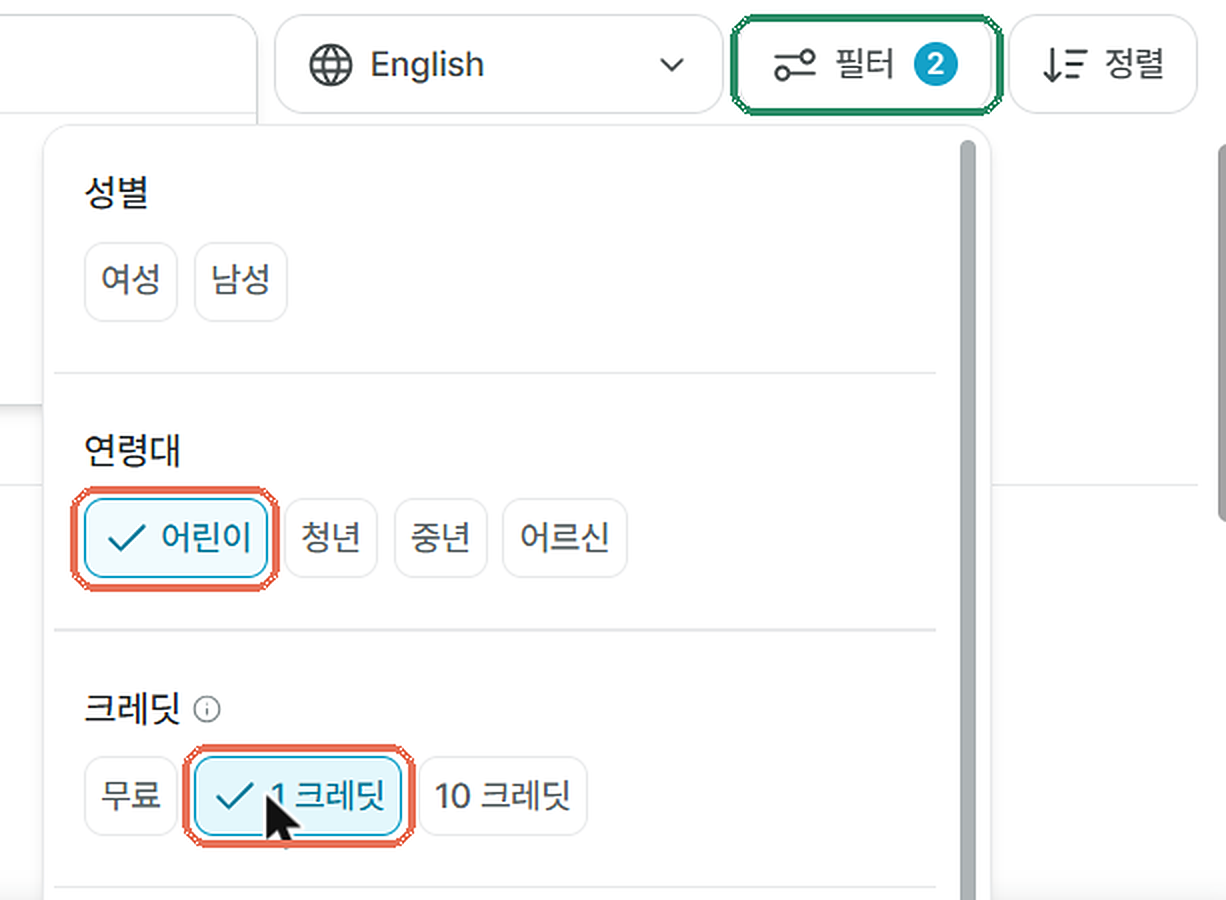 English
필터 2
정렬
성별
여성 남성
연령대
어린이 청년 중년 어르신
크레딧
무료 1 크레딧 10 크레딧